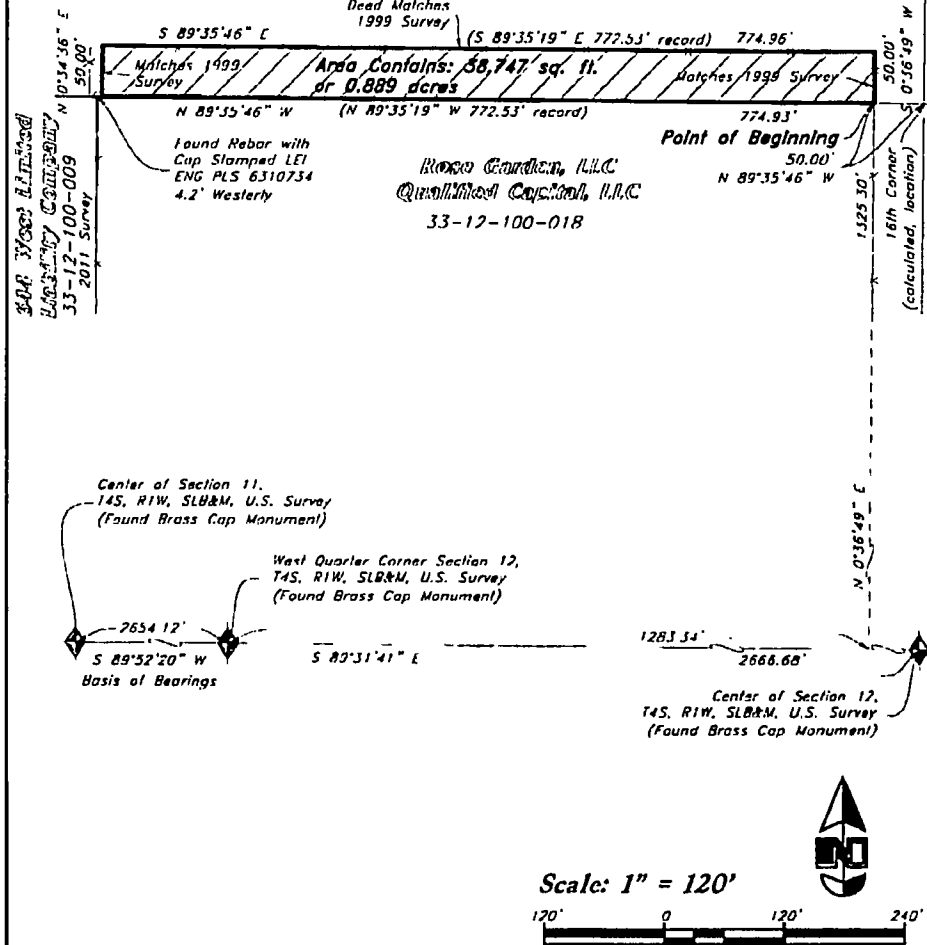 Deed Matches
1999 Survey
S 89°35'46" E
(S 89°35'19" E 772.53' record)
774.96'
N 0°34'36" E
50.00'
Matches 1999
Survey
Area Contains: 38,747 sq. ft.
or 0.889 acres
Matches 1999 Survey
50.00'
S 0°36'49" W
N 89°35'46" W
(N 89°35'19" W 772.53' record)
774.93'
Point of Beginning
50.00'
N 89°35'46" W
Found Rebar with
Cap Stamped LEI
ENG PLS 6310734
4.2' Westerly
Rose Garden, LLC
Qualified Capital, LLC
33-12-100-018
West Limited
Liability Company
33-12-100-009
2011 Survey
1325.30'
16th Corner
(calculated, location)
N 0°36'49" E
Center of Section 11,
T4S, R1W, SLB&M, U.S. Survey
(Found Brass Cap Monument)
West Quarter Corner Section 12,
T4S, R1W, SLB&M, U.S. Survey
(Found Brass Cap Monument)
2654.12'
S 89°52'20" W
Basis of Bearings
S 89°31'41" E
1283.34'
2668.68'
Center of Section 12,
T4S, R1W, SLB&M, U.S. Survey
(Found Brass Cap Monument)
N
Scale: 1" = 120'
120' 0 120' 240'